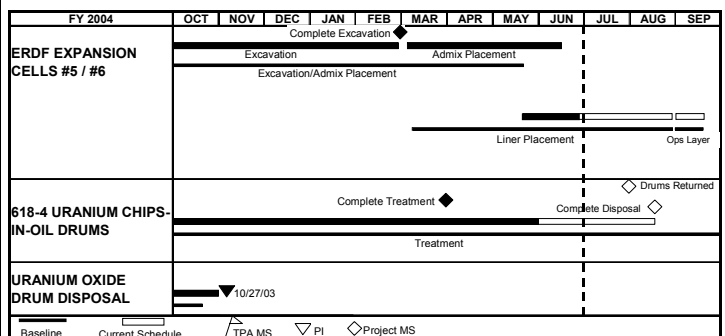 FY 2004 OCT NOV DEC JAN FEB MAR APR MAY JUN JUL AUG SEP
Complete Excavation
ERDF EXPANSION
CELLS #5 / #6
Excavation Admix Placement
Excavation/Admix Placement
Liner Placement Ops Layer
Drums Returned
618-4 URANIUM CHIPS-
IN-OIL DRUMS
Complete Treatment Complete Disposal
Treatment
URANIUM OXIDE
DRUM DISPOSAL
10/27/03
Baseline Current Schedule TPA MS PI Project MS